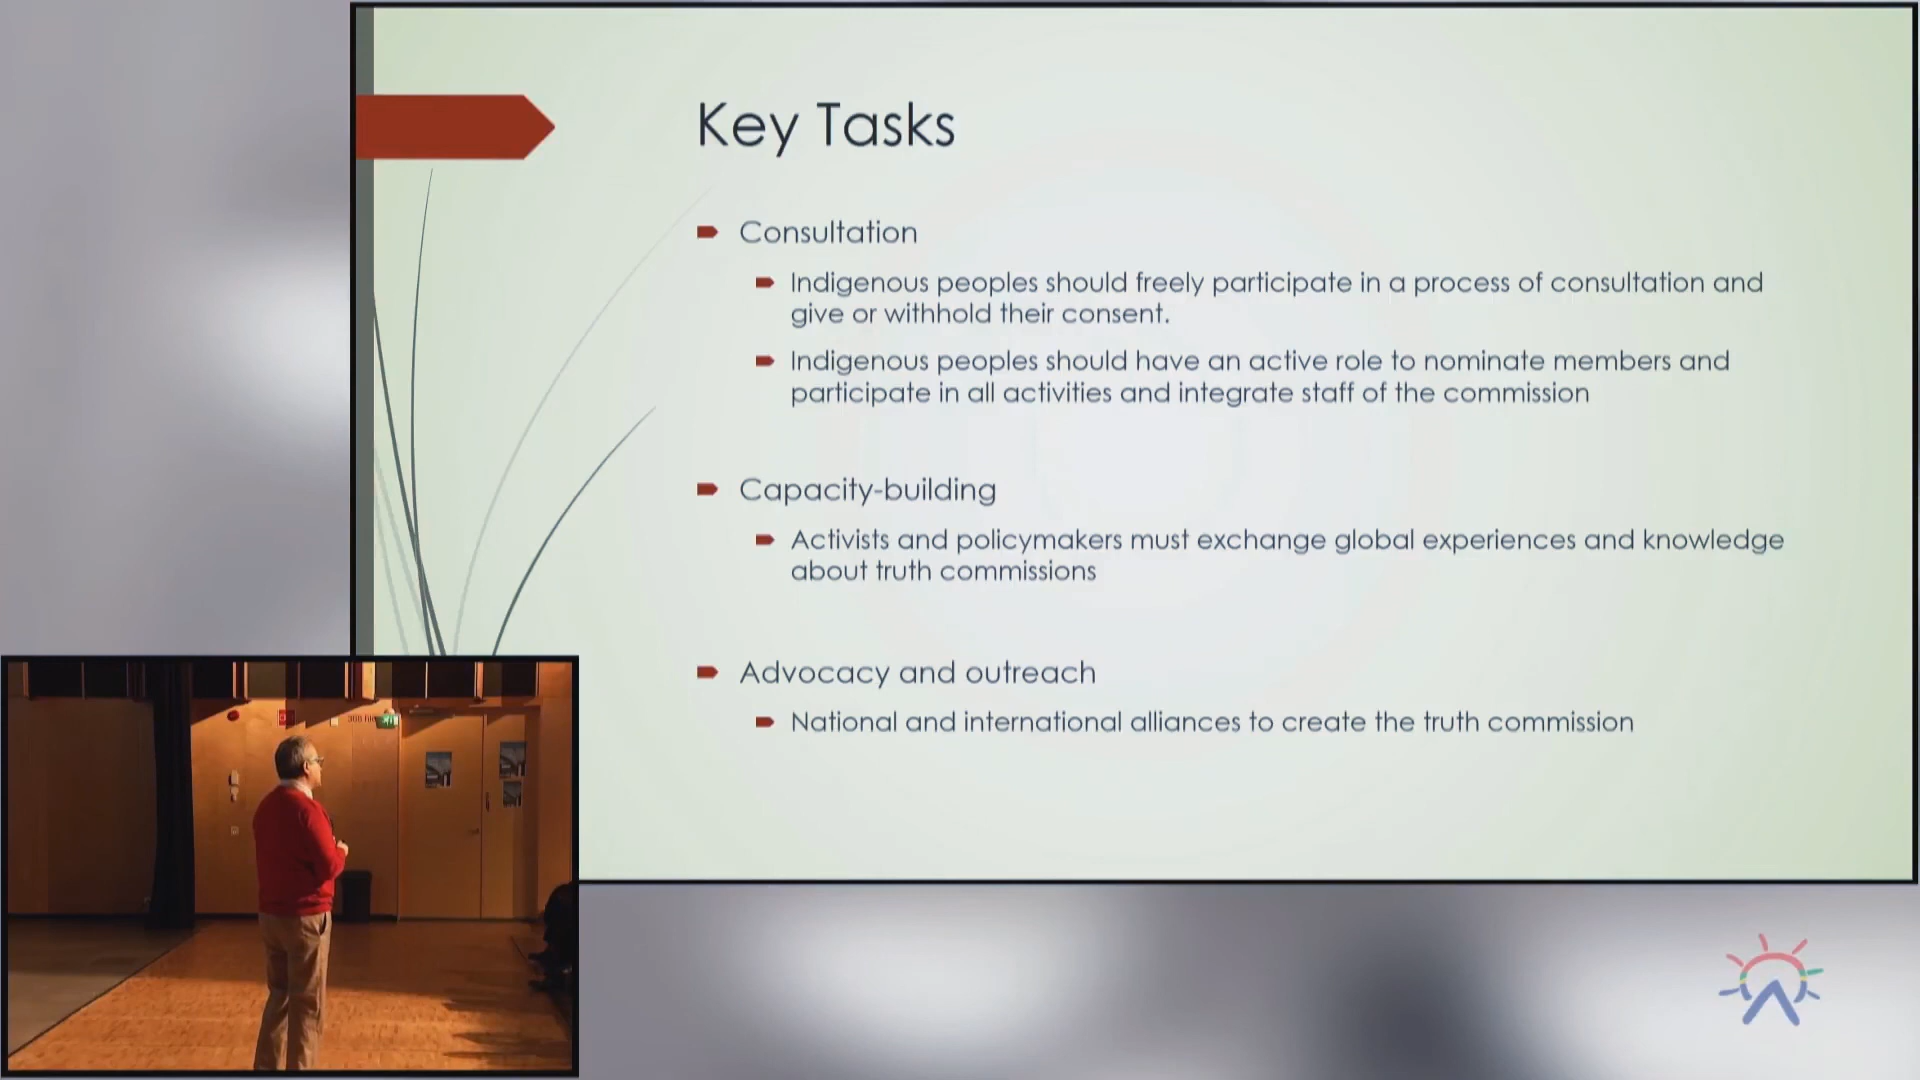 Key Tasks
Consultation
Indigenous peoples should freely participate in a process of consultation and
give or withhold their consent.
Indigenous peoples should have an active role to nominate members and
participate in all activities and integrate staff of the commission
Capacity-building
Activists and policymakers must exchange global experiences and knowledge
about truth commissions
Advocacy and outreach
National and international alliances to create the truth commission